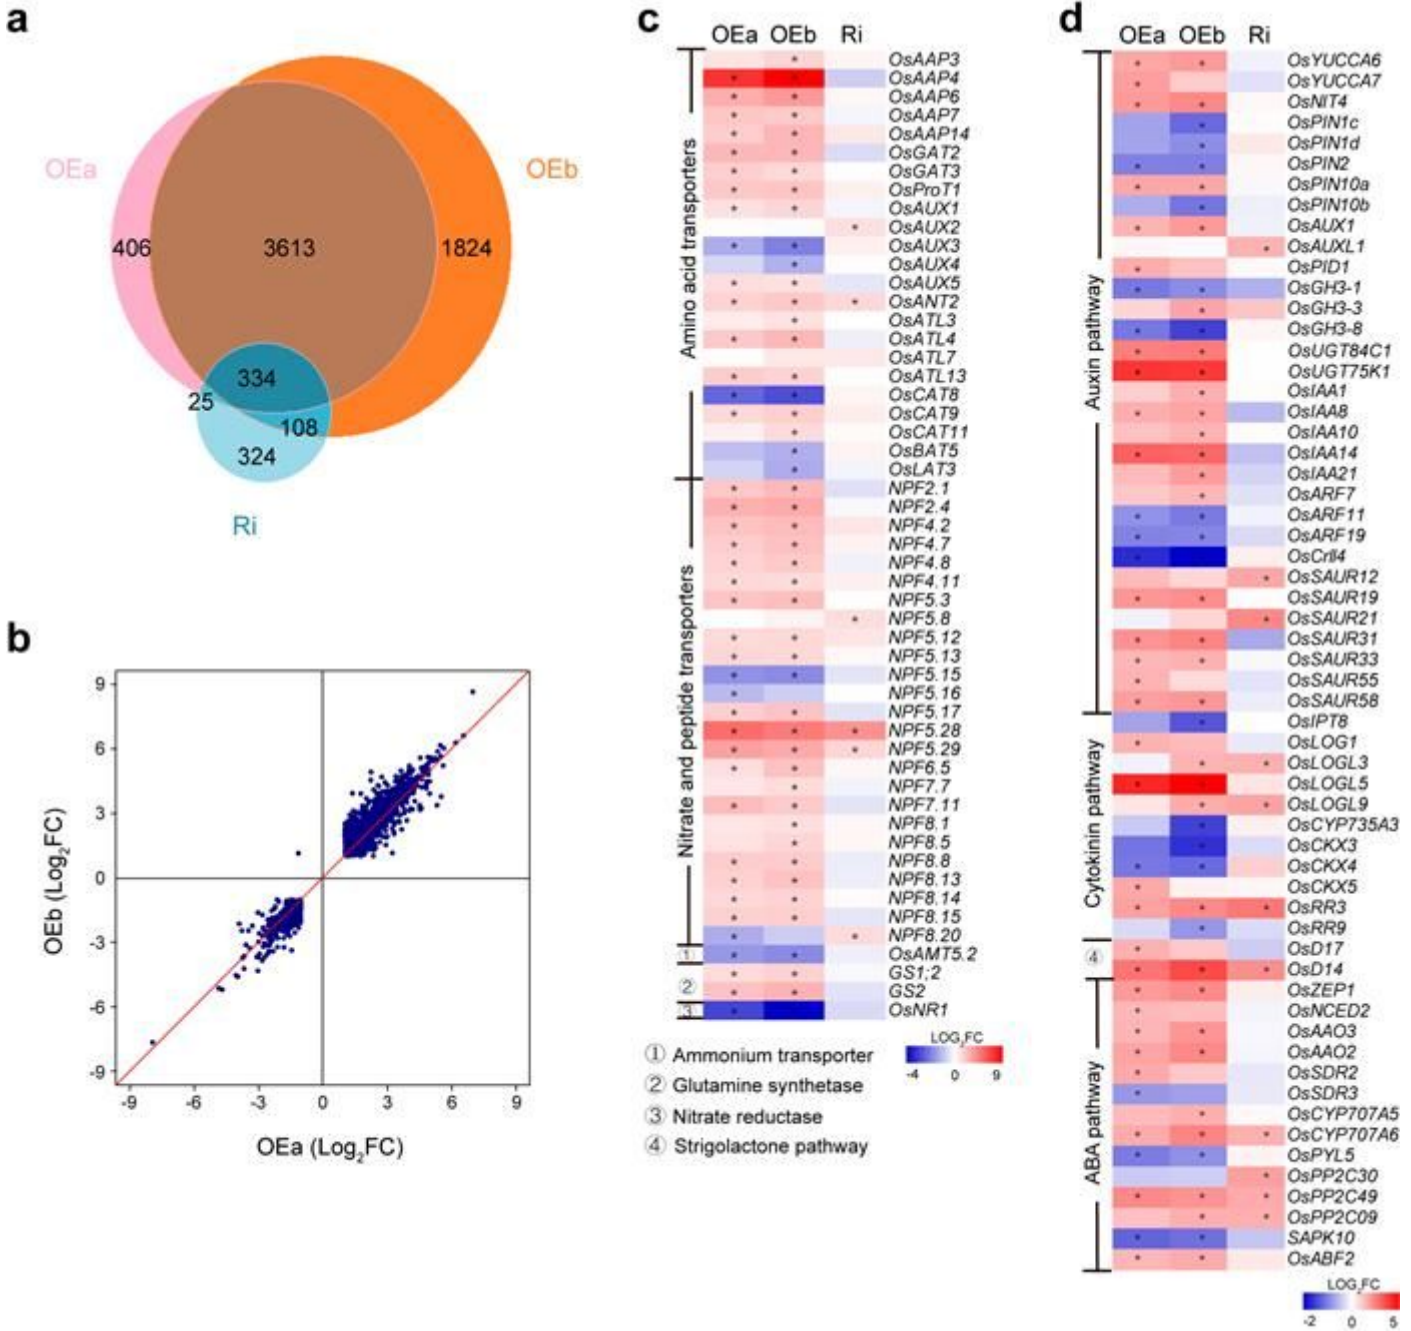 a
OEa
OEb
406
3613
1824
334
25
108
324
Ri
b
9
6
3
0
-3
-6
-9
-9
-6
-3
0
3
6
9
OEb (Log2FC)
OEa (Log2FC)
c
OEa
OEb
Ri
Amino acid transporters
OsAAP3
OsAAP4
OsAAP6
OsAAP7
OsAAP14
OsGAT2
OsGAT3
OsProT1
OsAUX1
OsAUX2
OsAUX3
OsAUX4
OsAUX5
OsANT2
OsATL3
OsATL4
OsATL7
OsATL13
OsCAT8
OsCAT9
OsCAT11
OsBAT5
OsLAT3
Nitrate and peptide transporters
NPF2.1
NPF2.4
NPF4.2
NPF4.7
NPF4.8
NPF4.11
NPF5.3
NPF5.8
NPF5.12
NPF5.13
NPF5.15
NPF5.16
NPF5.17
NPF5.28
NPF5.29
NPF6.5
NPF7.7
NPF7.11
NPF8.1
NPF8.5
NPF8.8
NPF8.13
NPF8.14
NPF8.15
NPF8.20
① OsAMT5.2
② GS1;2
GS2
③ OsNR1
LOG2FC
-4 0 9
① Ammonium transporter
② Glutamine synthetase
③ Nitrate reductase
④ Strigolactone pathway
d
OEa
OEb
Ri
Auxin pathway
OsYUCCA6
OsYUCCA7
OsNIT4
OsPIN1c
OsPIN1d
OsPIN2
OsPIN10a
OsPIN10b
OsAUX1
OsAUXL1
OsPID1
OsGH3-1
OsGH3-3
OsGH3-8
OsUGT84C1
OsUGT75K1
OsIAA1
OsIAA8
OsIAA10
OsIAA14
OsIAA21
OsARF7
OsARF11
OsARF19
OsCrll4
OsSAUR12
OsSAUR19
OsSAUR21
OsSAUR31
OsSAUR33
OsSAUR55
OsSAUR58
Cytokinin pathway
OsIPT8
OsLOG1
OsLOGL3
OsLOGL5
OsLOGL9
OsCYP735A3
OsCKX3
OsCKX4
OsCKX5
OsRR3
OsRR9
④ OsD17
OsD14
ABA pathway
OsZEP1
OsNCED2
OsAAO3
OsAAO2
OsSDR2
OsSDR3
OsCYP707A5
OsCYP707A6
OsPYL5
OsPP2C30
OsPP2C49
OsPP2C09
SAPK10
OsABF2
LOG2FC
-2 0 5